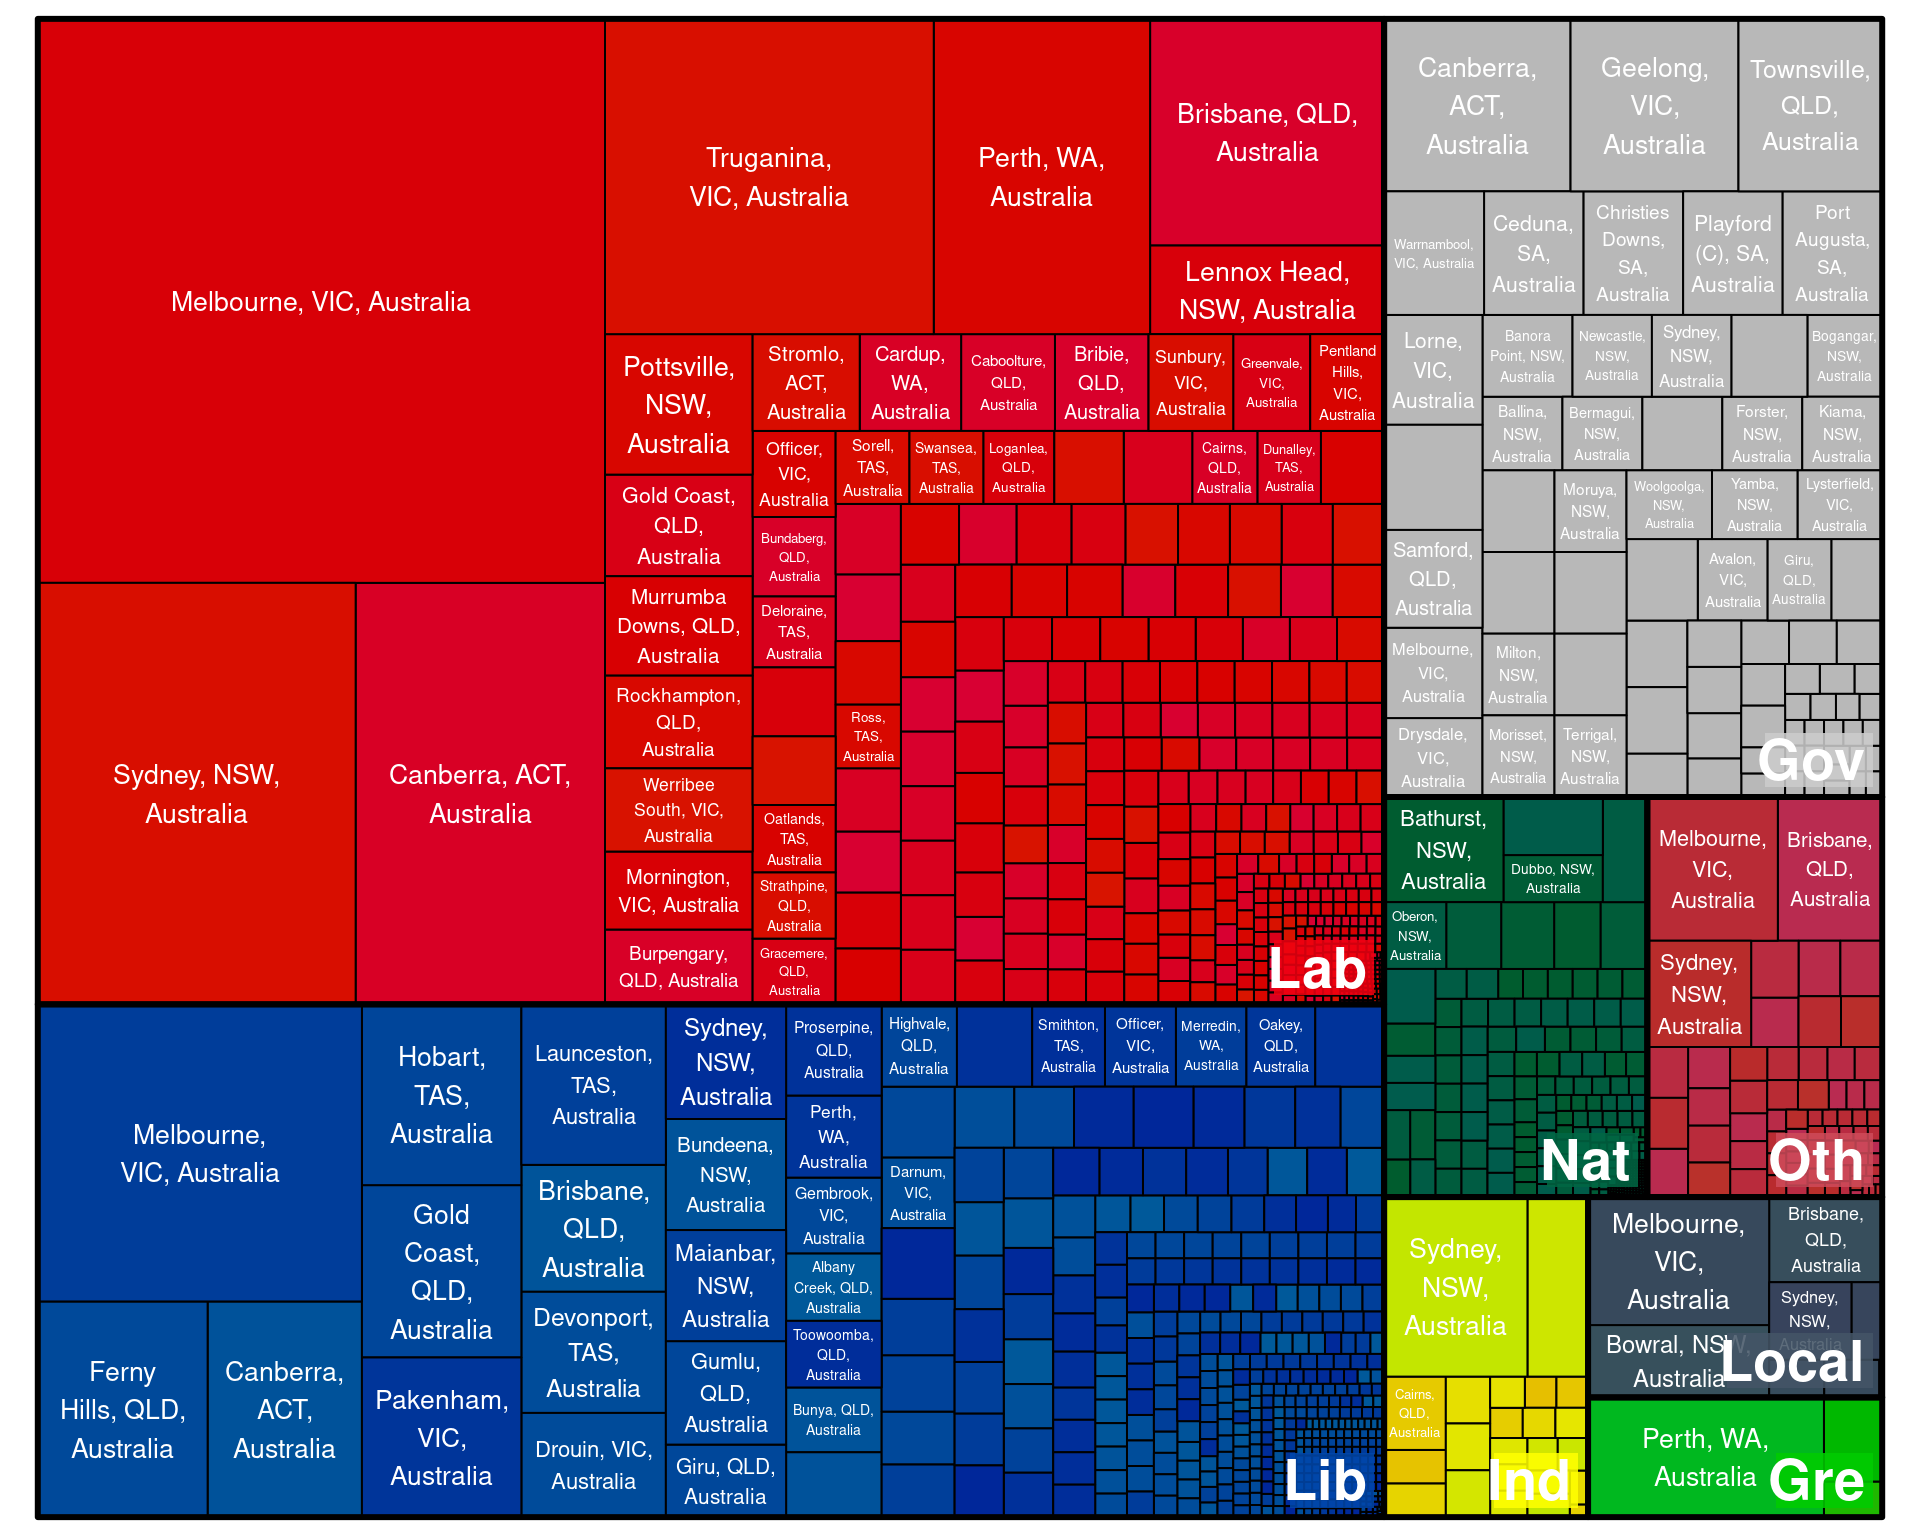 Melbourne, VIC, Australia
Sydney, NSW,
Australia
Canberra, ACT,
Australia
Truganina,
VIC, Australia
Perth, WA,
Australia
Brisbane, QLD,
Australia
Lennox Head,
NSW, Australia
Pottsville,
NSW,
Australia
Gold Coast,
QLD,
Australia
Murrumba
Downs, QLD,
Australia
Rockhampton,
QLD,
Australia
Werribee
South, VIC,
Australia
Mornington,
VIC, Australia
Burpengary,
QLD, Australia
Stromlo,
ACT,
Australia
Cardup,
WA,
Australia
Caboolture,
QLD,
Australia
Bribie,
QLD,
Australia
Sunbury,
VIC,
Australia
Greenvale,
VIC,
Australia
Pentland
Hills,
VIC,
Australia
Officer,
VIC,
Australia
Bundaberg,
QLD,
Australia
Deloraine,
TAS,
Australia
Oatlands,
TAS,
Australia
Strathpine,
QLD,
Australia
Gracemere,
QLD,
Australia
Sorell,
TAS,
Australia
Swansea,
TAS,
Australia
Loganlea,
QLD,
Australia
Cairns,
QLD,
Australia
Dunalley,
TAS,
Australia
Ross,
TAS,
Australia
Lab
Melbourne,
VIC, Australia
Ferny
Hills, QLD,
Australia
Canberra,
ACT,
Australia
Hobart,
TAS,
Australia
Gold
Coast,
QLD,
Australia
Pakenham,
VIC,
Australia
Launceston,
TAS,
Australia
Brisbane,
QLD,
Australia
Devonport,
TAS,
Australia
Drouin, VIC,
Australia
Sydney,
NSW,
Australia
Bundeena,
NSW,
Australia
Maianbar,
NSW,
Australia
Gumlu,
QLD,
Australia
Giru, QLD,
Australia
Proserpine,
QLD,
Australia
Perth,
WA,
Australia
Gembrook,
VIC,
Australia
Albany
Creek, QLD,
Australia
Toowoomba,
QLD,
Australia
Bunya, QLD,
Australia
Highvale,
QLD,
Australia
Darnum,
VIC,
Australia
Smithton,
TAS,
Australia
Officer,
VIC,
Australia
Merredin,
WA,
Australia
Oakey,
QLD,
Australia
Lib
Canberra,
ACT,
Australia
Geelong,
VIC,
Australia
Townsville,
QLD,
Australia
Warrnambool,
VIC, Australia
Ceduna,
SA,
Australia
Christies
Downs,
SA,
Australia
Playford
(C), SA,
Australia
Port
Augusta,
SA,
Australia
Lorne,
VIC,
Australia
Samford,
QLD,
Australia
Melbourne,
VIC,
Australia
Drysdale,
VIC,
Australia
Banora
Point, NSW,
Australia
Newcastle,
NSW,
Australia
Sydney,
NSW,
Australia
Bogangar,
NSW,
Australia
Ballina,
NSW,
Australia
Bermagui,
NSW,
Australia
Forster,
NSW,
Australia
Kiama,
NSW,
Australia
Moruya,
NSW,
Australia
Woolgoolga,
NSW,
Australia
Yamba,
NSW,
Australia
Lysterfield,
VIC,
Australia
Avalon,
VIC,
Australia
Giru,
QLD,
Australia
Milton,
NSW,
Australia
Morisset,
NSW,
Australia
Terrigal,
NSW,
Australia
Gov
Bathurst,
NSW,
Australia
Dubbo, NSW,
Australia
Oberon,
NSW,
Australia
Nat
Melbourne,
VIC,
Australia
Brisbane,
QLD,
Australia
Sydney,
NSW,
Australia
Oth
Sydney,
NSW,
Australia
Cairns,
QLD,
Australia
Ind
Melbourne,
VIC,
Australia
Brisbane,
QLD,
Australia
Sydney,
NSW,
Australia
Bowral, NSW,
Australia
Local
Perth, WA,
Australia
Gre